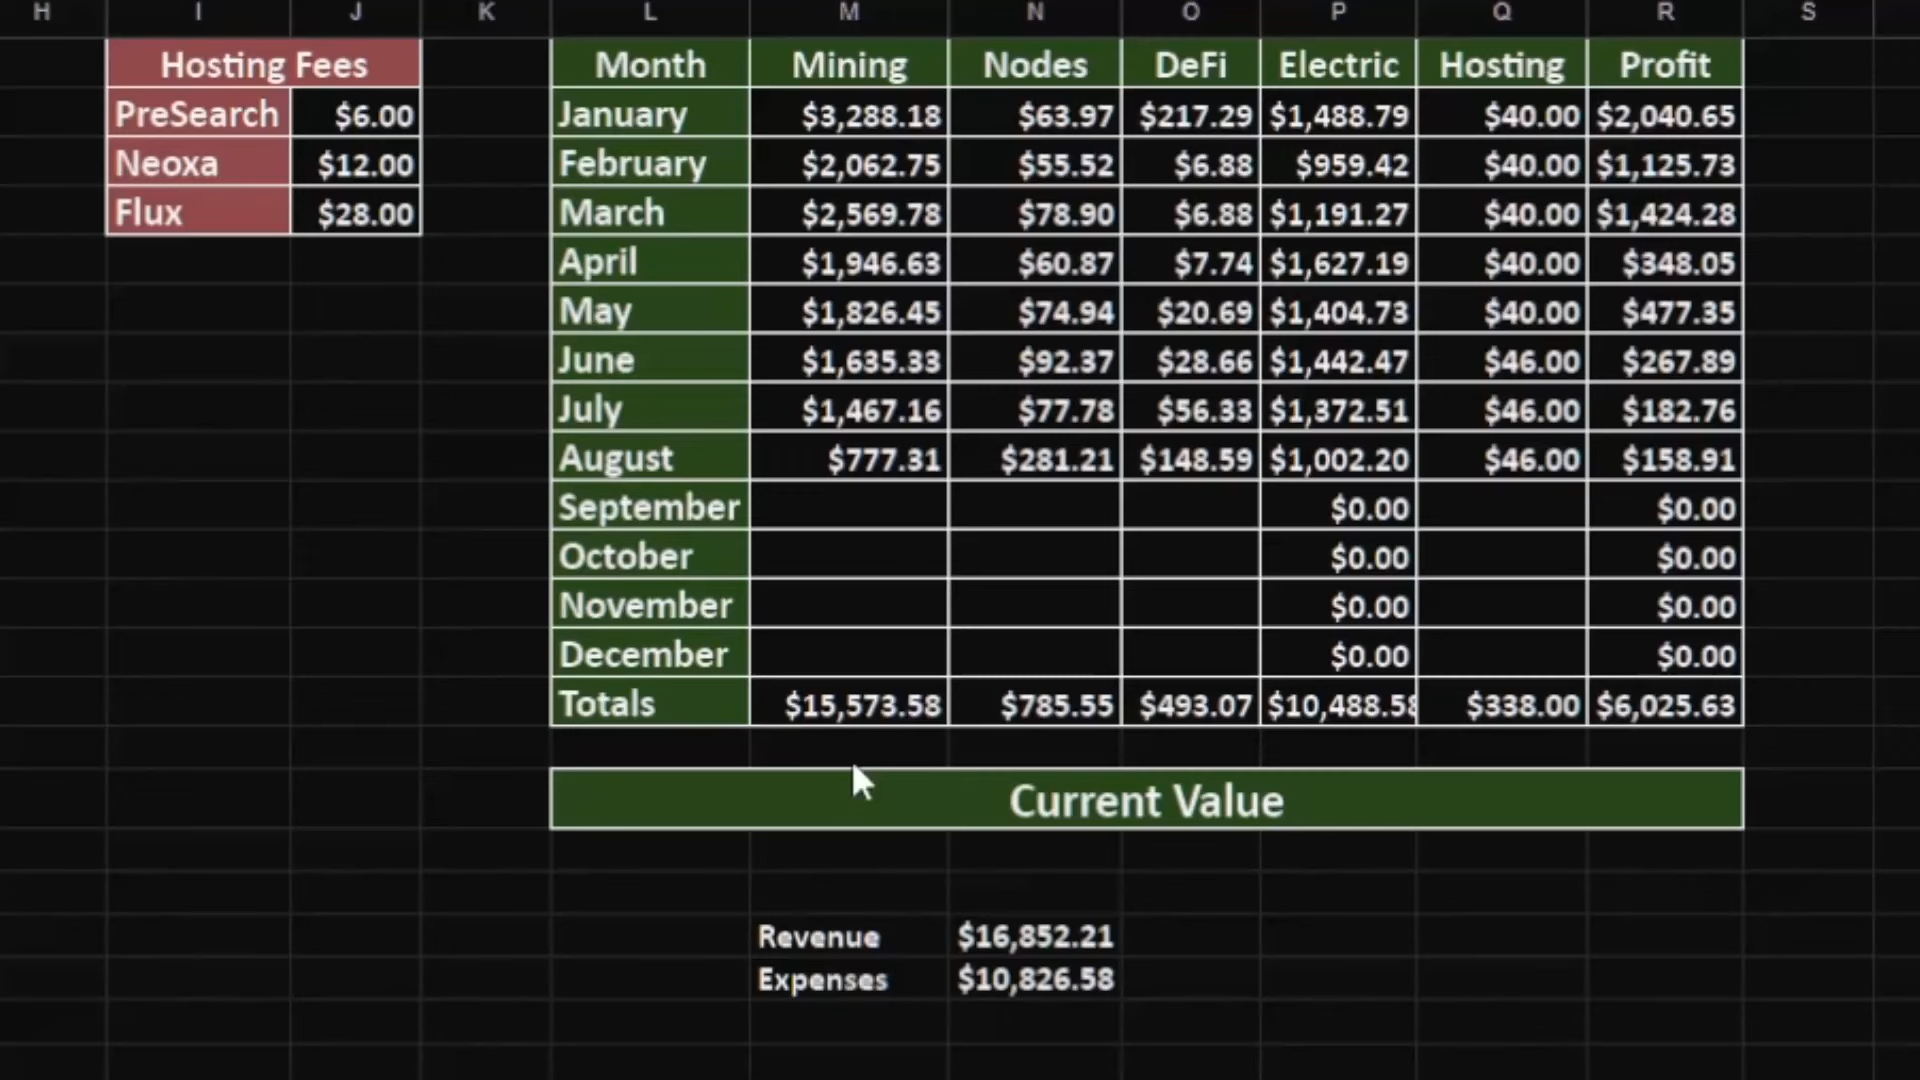 H I J K L M N O P Q R S
Hosting Fees
PreSearch $6.00
Neoxa $12.00
Flux $28.00
Month Mining Nodes DeFi Electric Hosting Profit
January $3,288.18 $63.97 $217.29 $1,488.79 $40.00 $2,040.65
February $2,062.75 $55.52 $6.88 $959.42 $40.00 $1,125.73
March $2,569.78 $78.90 $6.88 $1,191.27 $40.00 $1,424.28
April $1,946.63 $60.87 $7.74 $1,627.19 $40.00 $348.05
May $1,826.45 $74.94 $20.69 $1,404.73 $40.00 $477.35
June $1,635.33 $92.37 $28.66 $1,442.47 $46.00 $267.89
July $1,467.16 $77.78 $56.33 $1,372.51 $46.00 $182.76
August $777.31 $281.21 $148.59 $1,002.20 $46.00 $158.91
September $0.00 $0.00
October $0.00 $0.00
November $0.00 $0.00
December $0.00 $0.00
Totals $15,573.58 $785.55 $493.07 $10,488.58 $338.00 $6,025.63
Current Value
Revenue $16,852.21
Expenses $10,826.58